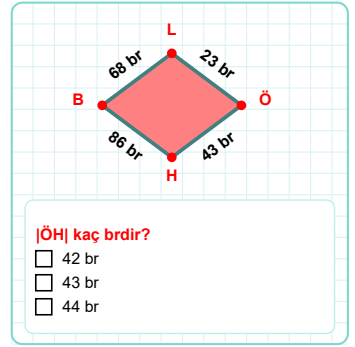 L
68 br
23 br
B
Ö
86 br
43 br
H
|ÖH| kaç brdir?
42 br
43 br
44 br